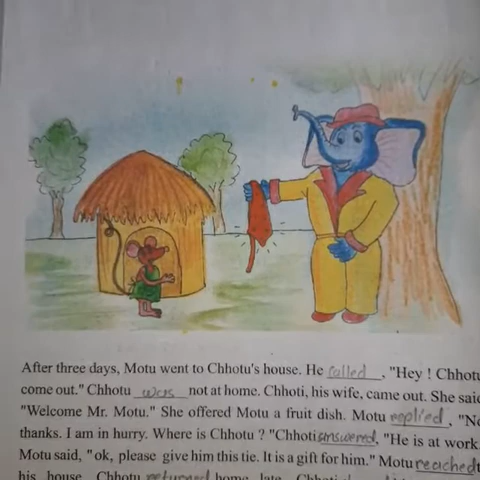 After three days, Motu went to Chhotu's house. He called, "Hey ! Chhotu
come out." Chhotu was not at home. Chhoti, his wife, came out. She said
"Welcome Mr. Motu." She offered Motu a fruit dish. Motu replied, "No
thanks. I am in hurry. Where is Chhotu ? "Chhoti answered, "He is at work
Motu said, "ok, please give him this tie. It is a gift for him." Motu reached
his house. Chhotu returned home late.